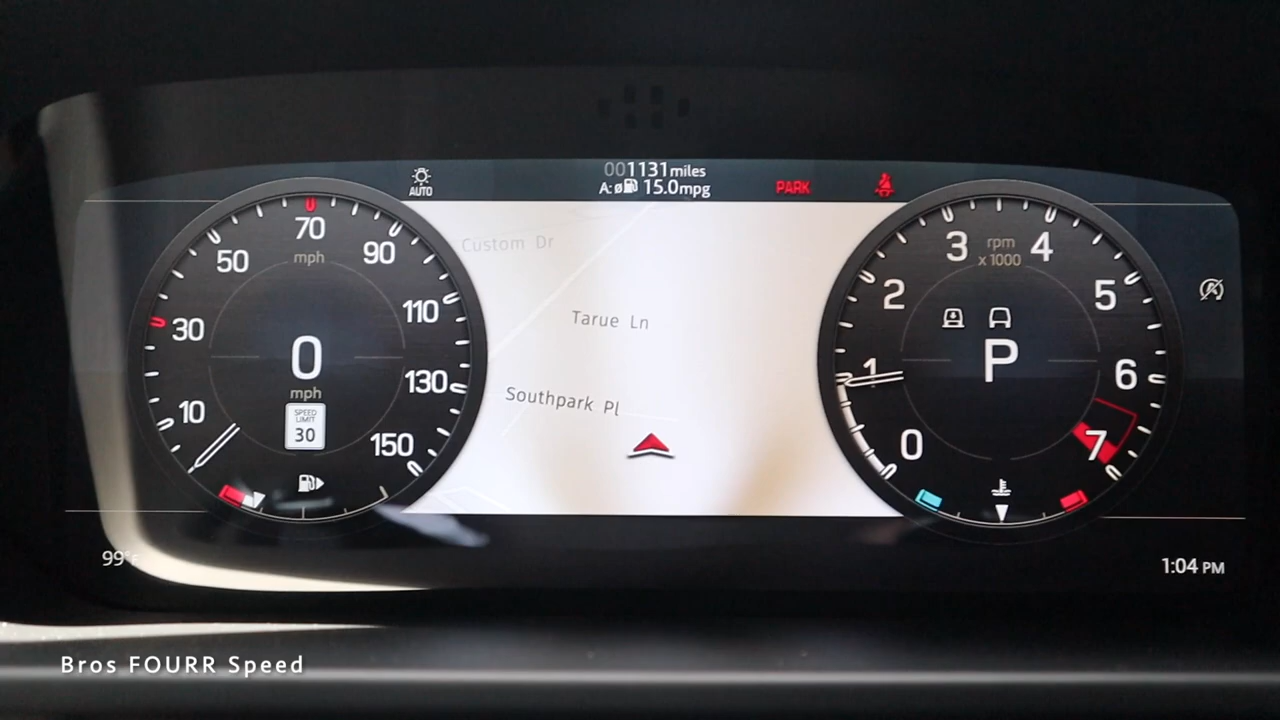 001131miles
A:ø 15.0mpg
AUTO
PARK
70
mph
50
90
30
110
10
130
150
0
mph
SPEED
LIMIT
30
Custom Dr
Tarue Ln
Southpark Pl
3
rpm
x 1000
4
2
5
1
6
0
7
P
99°F
1:04 PM
Bros FOURR Speed